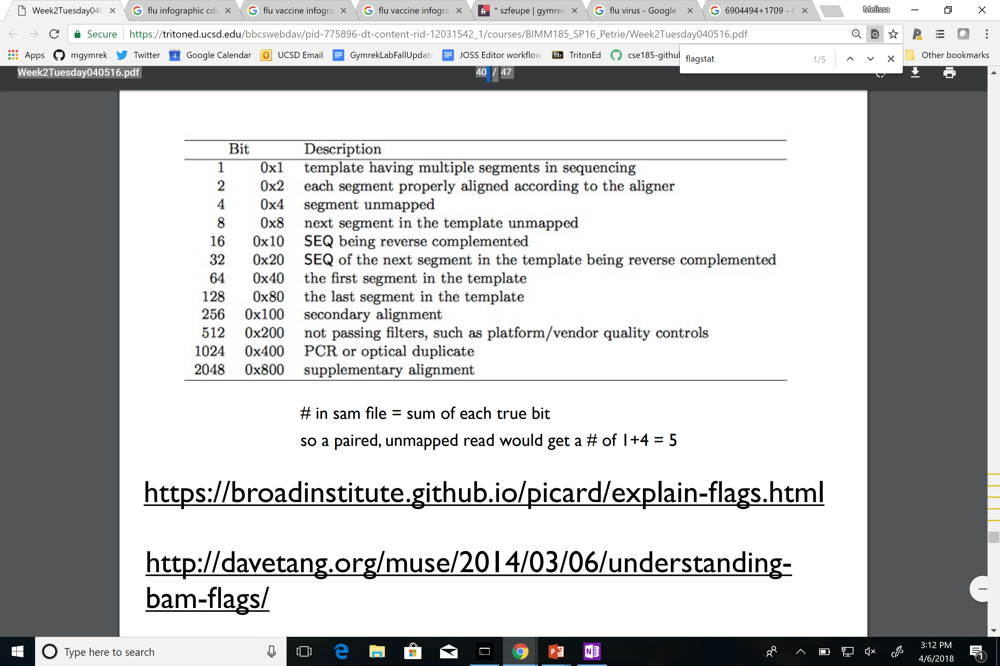 Week2Tuesday040
flu infographic cdc
flu vaccine infogra
flu vaccine infogra
* szfeupe | gymrek
flu virus - Google S
6904494+1709 - G
Melissa
Secure https://tritoned.ucsd.edu/bbcswebdav/pid-775896-dt-content-rid-12031542_1/courses/BIMM185_SP16_Petrie/Week2Tuesday040516.pdf
Apps mgymrek Twitter 4 Google Calendar UCSD Email GymrekLabFallUpdate JOSS Editor workflow Bb TritonEd cse185-githu Other bookmarks
flagstat 1/5
Week2Tuesday040516.pdf 40 / 47
Bit Description
1 0x1 template having multiple segments in sequencing
2 0x2 each segment properly aligned according to the aligner
4 0x4 segment unmapped
8 0x8 next segment in the template unmapped
16 0x10 SEQ being reverse complemented
32 0x20 SEQ of the next segment in the template being reverse complemented
64 0x40 the first segment in the template
128 0x80 the last segment in the template
256 0x100 secondary alignment
512 0x200 not passing filters, such as platform/vendor quality controls
1024 0x400 PCR or optical duplicate
2048 0x800 supplementary alignment
# in sam file = sum of each true bit
so a paired, unmapped read would get a # of 1+4 = 5
https://broadinstitute.github.io/picard/explain-flags.html
http://davetang.org/muse/2014/03/06/understanding-
bam-flags/
Type here to search
3:12 PM
4/6/2018
1